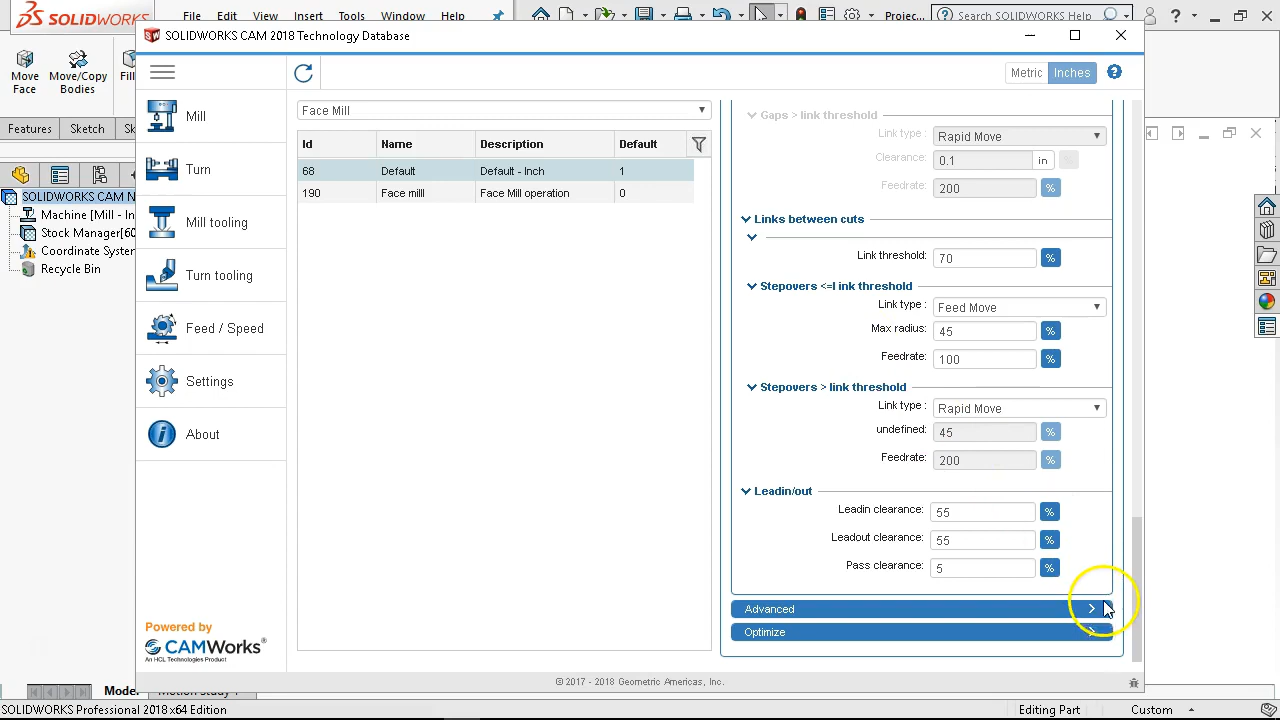 SOLIDWORKS
File Edit View Insert Tools Window Help
Projec...
Search SOLIDWORKS Help
SOLIDWORKS CAM 2018 Technology Database
Move Face
Move/Copy Bodies
Fill
Features
Sketch
Sk
SOLIDWORKS CAM N
Machine [Mill - In
Stock Manager[60
Coordinate System
Recycle Bin
Mill
Turn
Mill tooling
Turn tooling
Feed / Speed
Settings
About
Powered by
CAMWorks®
An HCL Technologies Product
Metric Inches ?
Face Mill
Id Name Description Default
68 Default Default - Inch 1
190 Face milll Face Mill operation 0
Gaps > link threshold
Link type : Rapid Move
Clearance: 0.1 in %
Feedrate: 200 %
Links between cuts
Link threshold: 70 %
Stepovers <=l ink threshold
Link type : Feed Move
Max radius: 45 %
Feedrate: 100 %
Stepovers > link threshold
Link type : Rapid Move
undefined: 45 %
Feedrate: 200 %
Leadin/out
Leadin clearance: 55 %
Leadout clearance: 55 %
Pass clearance: 5 %
Advanced
Optimize
© 2017 - 2018 Geometric Americas, Inc.
Model
SOLIDWORKS Professional 2018 x64 Edition
Editing Part
Custom